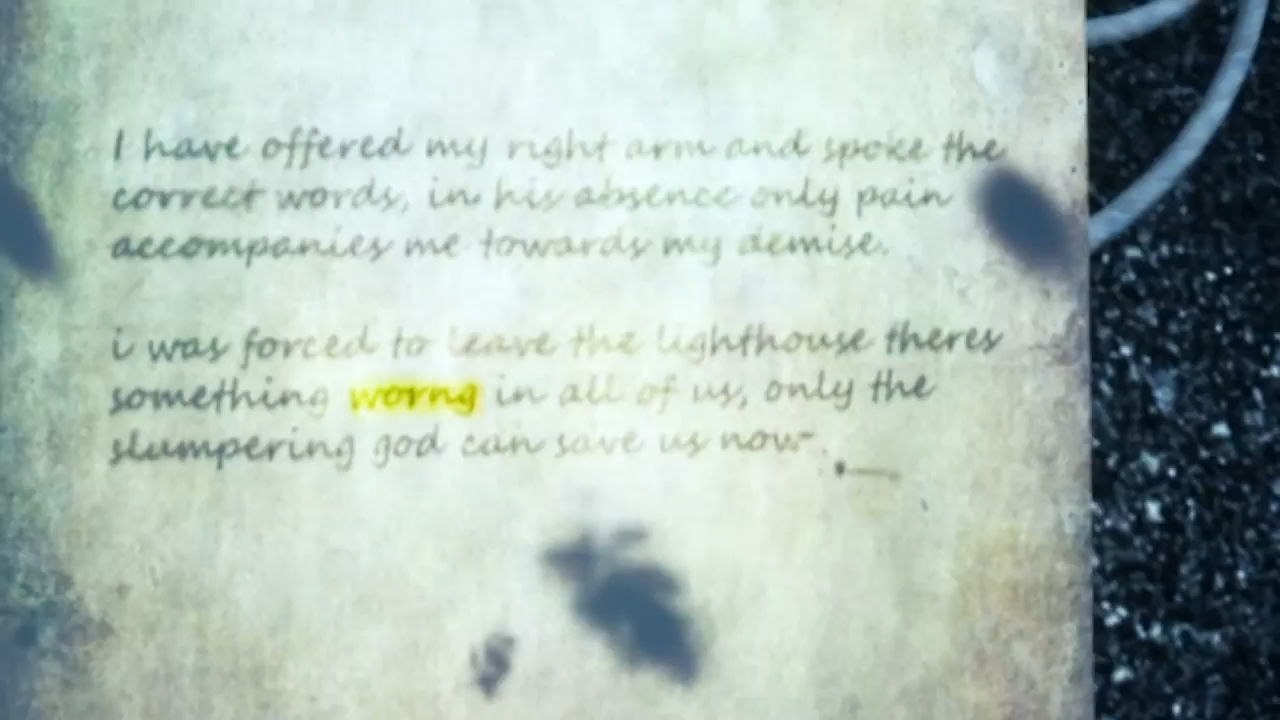 I have offered my right arm and spoke the
correct words, in his absence only pain
accompanies me towards my demise.
i was forced to leave the lighthouse theres
something worng in all of us, only the
slumpering god can save us now-.